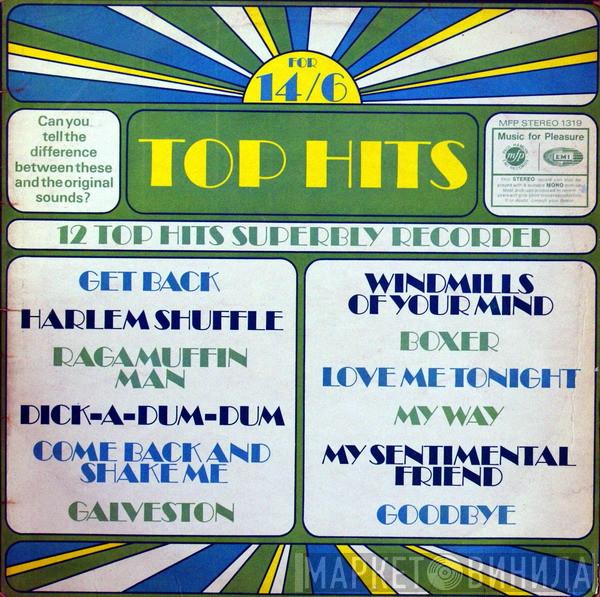 FOR
14/6
Can you
tell the
difference
between these
and the original
sounds?
TOP HITS
MFP STEREO 1319
Music for Pleasure
mfp
EMI
12 TOP HITS SUPERBLY RECORDED
GET BACK
HARLEM SHUFFLE
RAGAMUFFIN
MAN
DICK-A-DUM-DUM
COME BACK AND
SHAKE ME
GALVESTON
WINDMILLS
OF YOUR MIND
BOXER
LOVE ME TONIGHT
MY WAY
MY SENTIMENTAL
FRIEND
GOODBYE
МАРКЕТ ВИНИЛА